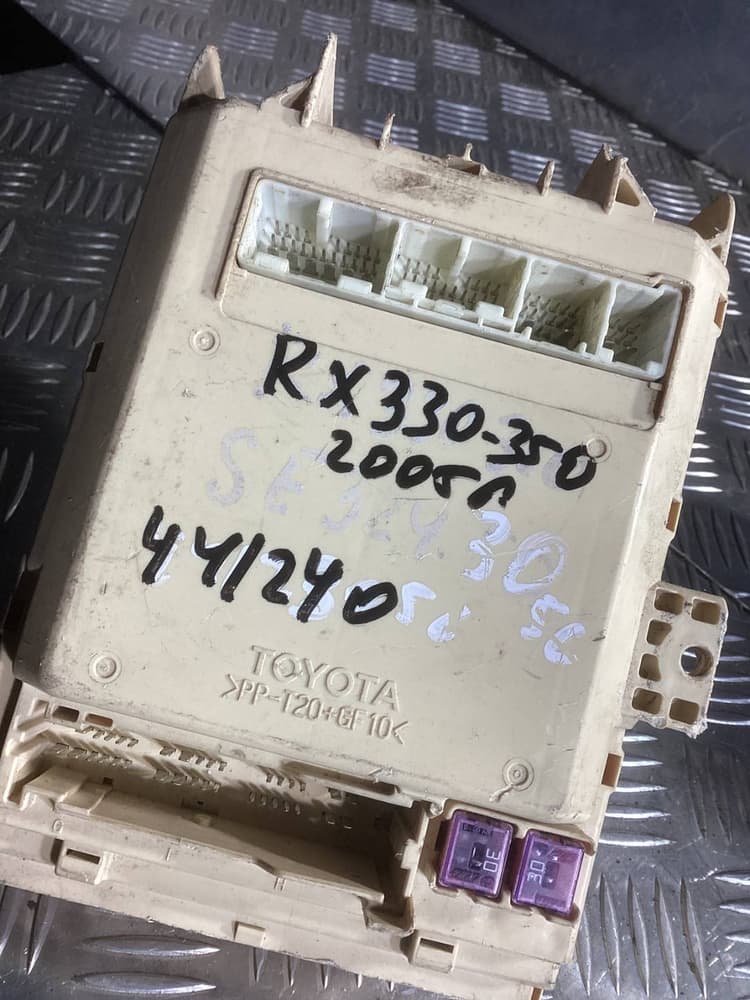 RX330-350
2005г
441240
TOYOTA
>PP-T20+GF10<
30
30